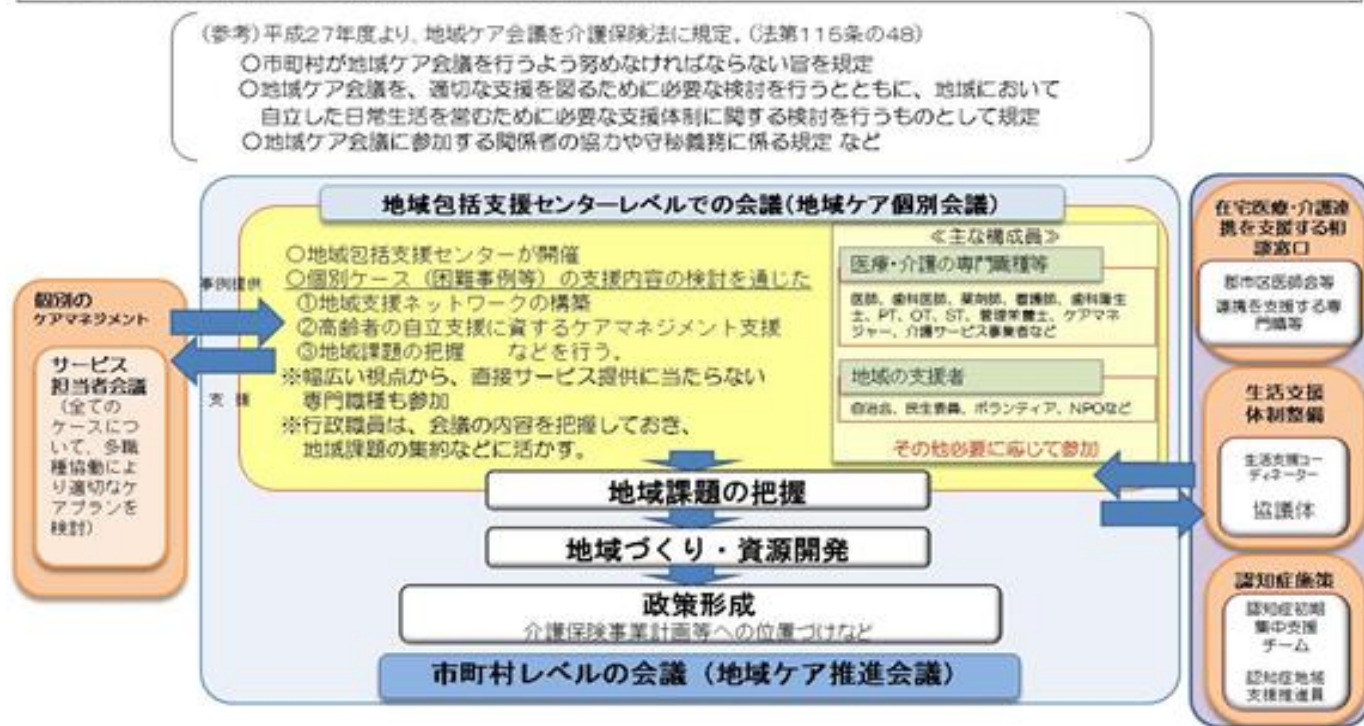 (参考)平成27年度より、地域ケア会議を介護保険法に規定。(法第115条の48)
○市町村が地域ケア会議を行うよう努めなければならない旨を規定
○地域ケア会議を、適切な支援を図るために必要な検討を行うとともに、地域において
自立した日常生活を営むために必要な支援体制に関する検討を行うものとして規定
○地域ケア会議に参加する関係者の協力や守秘義務に係る規定 など
地域包括支援センターレベルでの会議(地域ケア個別会議)
○地域包括支援センターが開催
○個別ケース(困難事例等)の支援内容の検討を通じた
①地域支援ネットワークの構築
②高齢者の自立支援に資するケアマネジメント支援
③地域課題の把握 などを行う。
※幅広い視点から、直接サービス提供に当たらない
専門職種も参加
※行政職員は、会議の内容を把握しておき、
地域課題の集約などに活かす。
≪主な構成員≫
医療・介護の専門職種等
医師、歯科医師、薬剤師、看護師、歯科衛生
士、PT、OT、ST、管理栄養士、ケアマネ
ジャー、介護サービス事業者など
地域の支援者
自治会、民生委員、ボランティア、NPOなど
その他必要に応じて参加
事例提供
支援
個別の
ケアマネジメント
サービス
担当者会議
(全ての
ケースにつ
いて、多職
種協働によ
り適切なケ
アプランを
検討)
地域課題の把握
地域づくり・資源開発
政策形成
介護保険事業計画等への位置づけなど
市町村レベルの会議(地域ケア推進会議)
在宅医療・介護連
携を支援する相
談窓口
郡市区医師会等
連携を支援する専
門職等
生活支援
体制整備
生活支援コー
ディネーター
協議体
認知症施策
認知症初期
集中支援
チーム
認知症地域
支援推進員